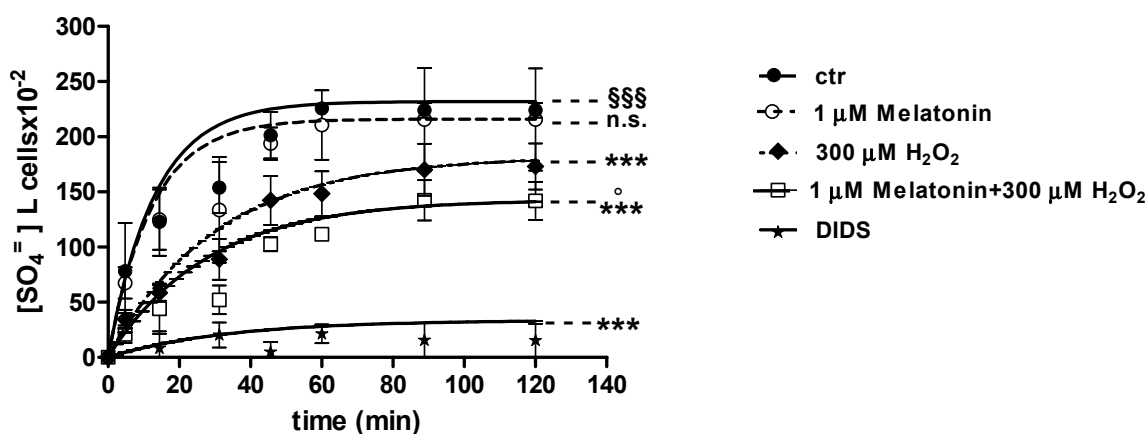 300
250
200
150
100
50
0
[SO₄⁼] L cellsx10⁻²
0 20 40 60 80 100 120 140
time (min)
§§§
n.s.
***
°
***
***
ctr
1 μM Melatonin
300 μM H₂O₂
1 μM Melatonin+300 μM H₂O₂
DIDS